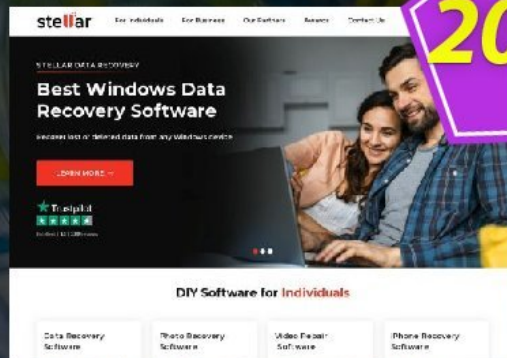 stellar
For Individuals For Business Our Partners Awards Contact Us
20
STELLAR DATA RECOVERY
Best Windows Data
Recovery Software
Recover lost or deleted data from any Windows device
LEARN MORE
Trustpilot
DIY Software for Individuals
Data Recovery
Software
Photo Recovery
Software
Video Repair
Software
iPhone Recovery
Software